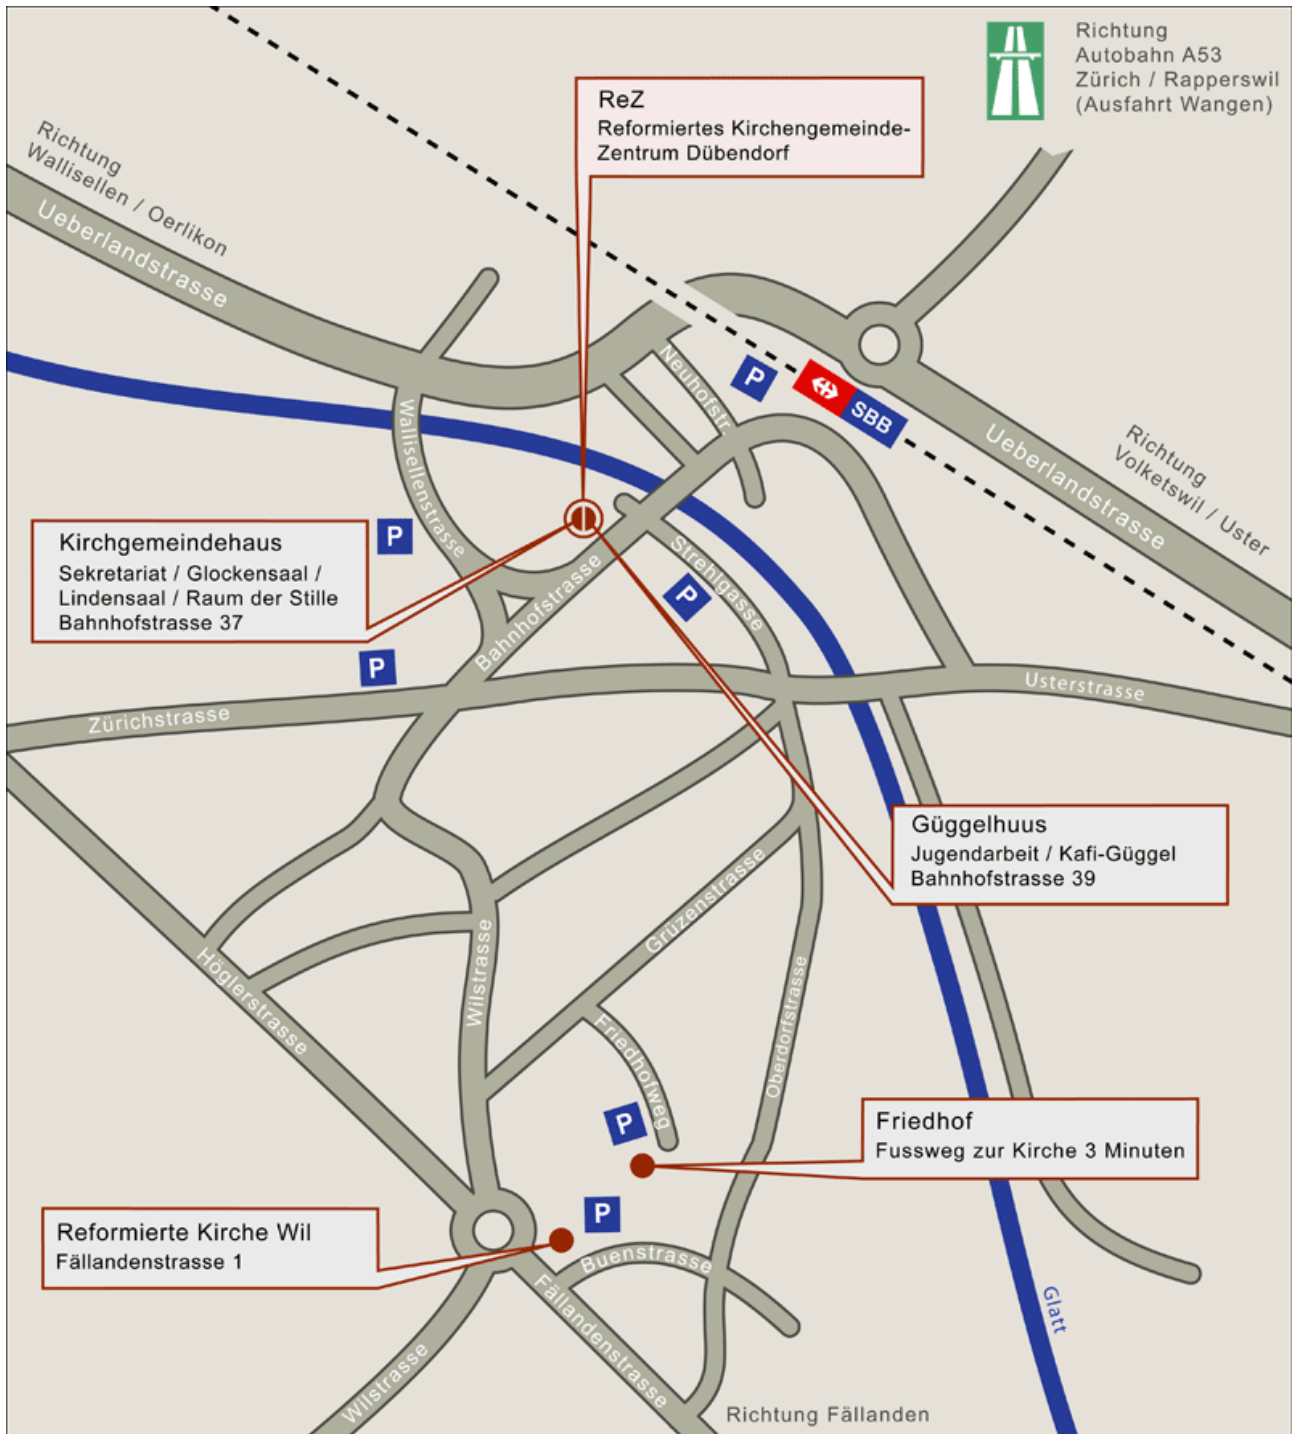 Richtung
Autobahn A53
Zürich / Rapperswil
(Ausfahrt Wangen)
ReZ
Reformiertes Kirchengemeinde-
Zentrum Dübendorf
Richtung
Wallisellen / Oerlikon
Ueberlandstrasse
Neuhofstr.
P
SBB
Richtung
Volketswil / Uster
Ueberlandstrasse
Wallisellenstrasse
P
Kirchgemeindehaus
Sekretariat / Glockensaal /
Lindensaal / Raum der Stille
Bahnhofstrasse 37
Bahnhofstrasse
Strehlgasse
P
P
Zürichstrasse
Usterstrasse
Güggelhuus
Jugendarbeit / Kafi-Güggel
Bahnhofstrasse 39
Gruzenstrasse
Höglerstrasse
Wilstrasse
Friedhofweg
Oberdorfstrasse
P
Friedhof
Fussweg zur Kirche 3 Minuten
P
Reformierte Kirche Wil
Fällandenstrasse 1
Buenstrasse
Fällandenstrasse
Glatt
Wilstrasse
Richtung Fällanden